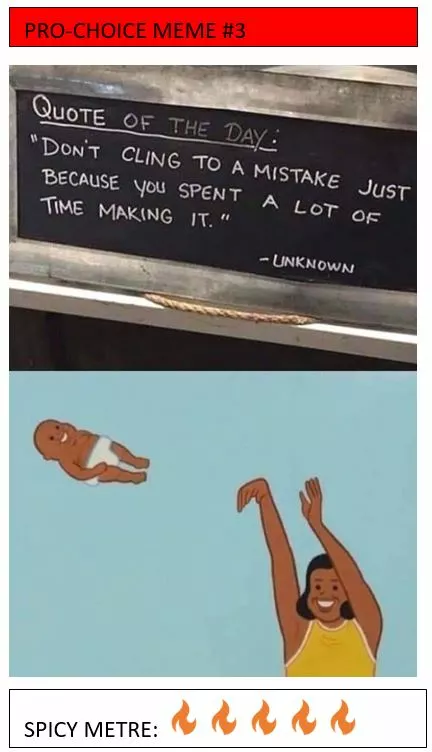 PRO-CHOICE MEME #3
QUOTE OF THE DAY:
"DON'T CLING TO A MISTAKE JUST
BECAUSE YOU SPENT A LOT OF
TIME MAKING IT."
- UNKNOWN
SPICY METRE: